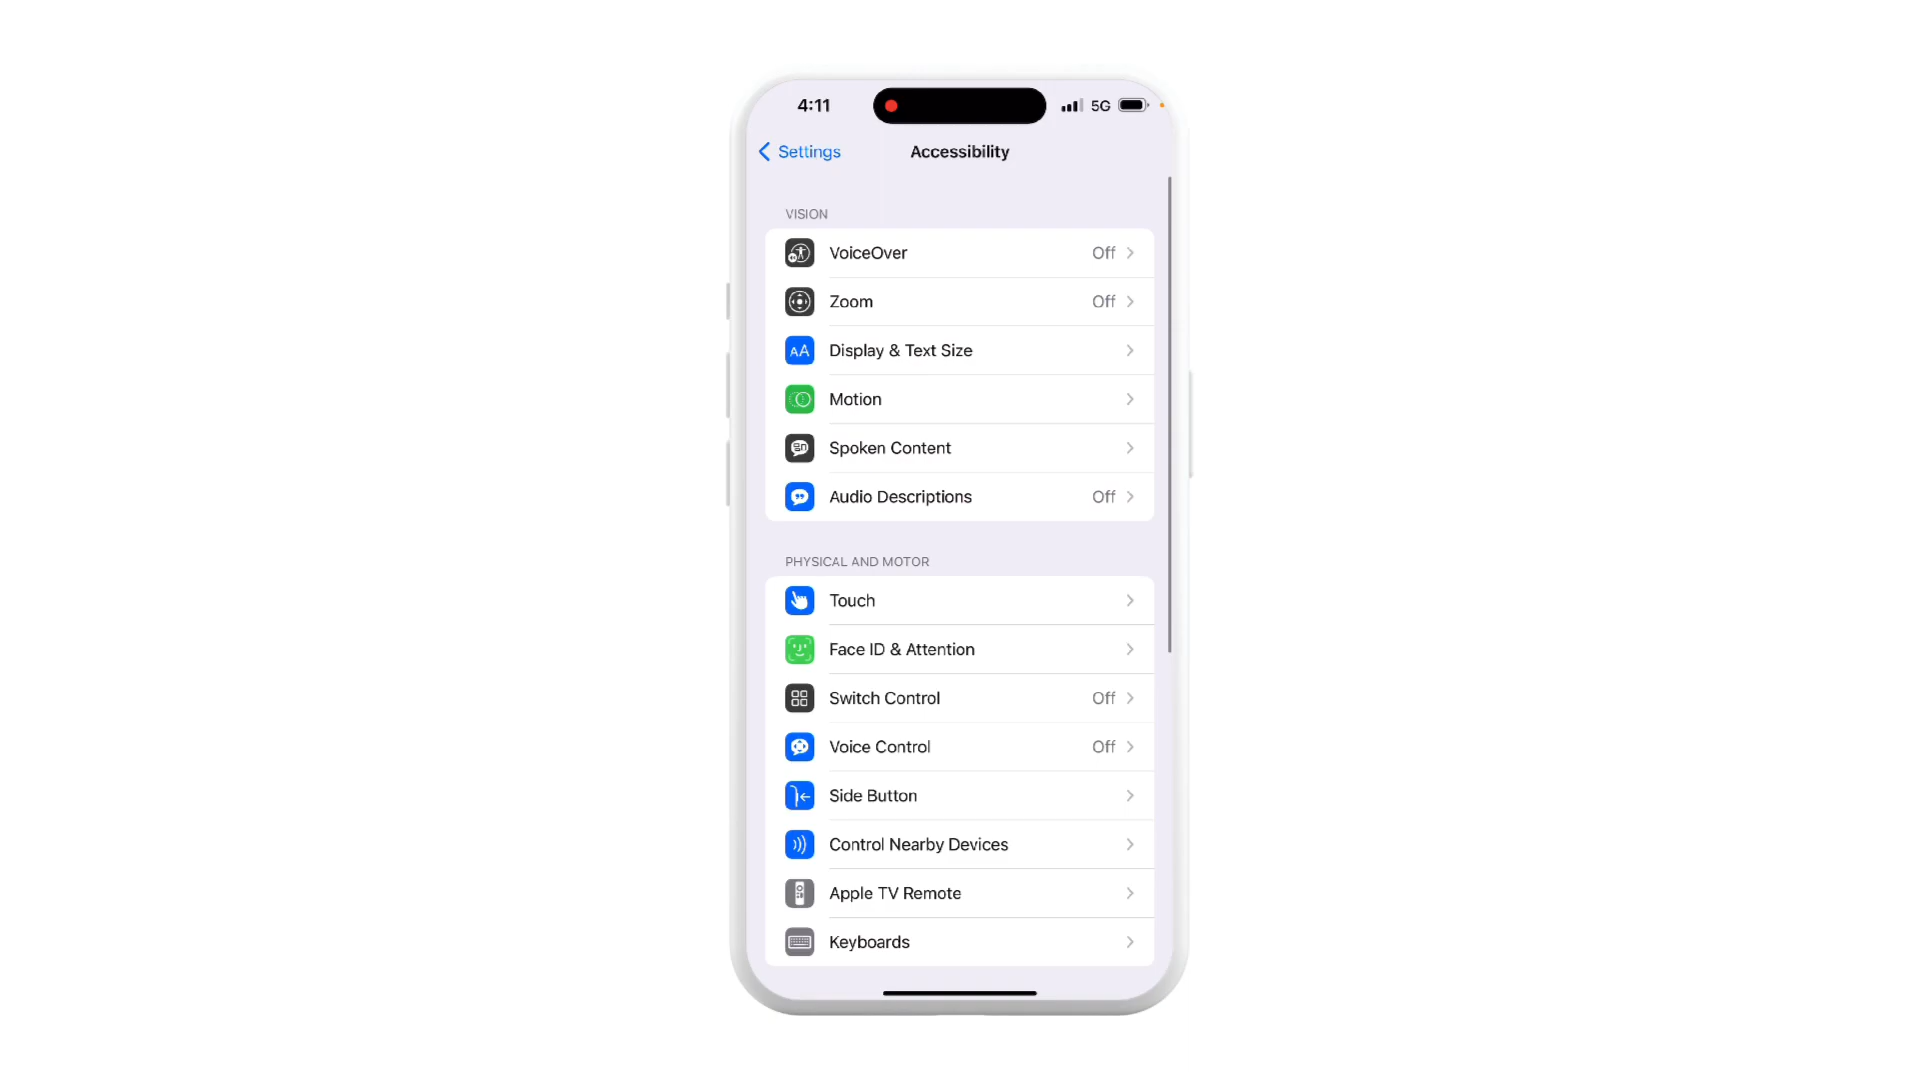 4:11 5G
Settings Accessibility
VISION
VoiceOver Off
Zoom Off
AA Display & Text Size
Motion
Spoken Content
Audio Descriptions Off
PHYSICAL AND MOTOR
Touch
Face ID & Attention
Switch Control Off
Voice Control Off
Side Button
Control Nearby Devices
Apple TV Remote
Keyboards